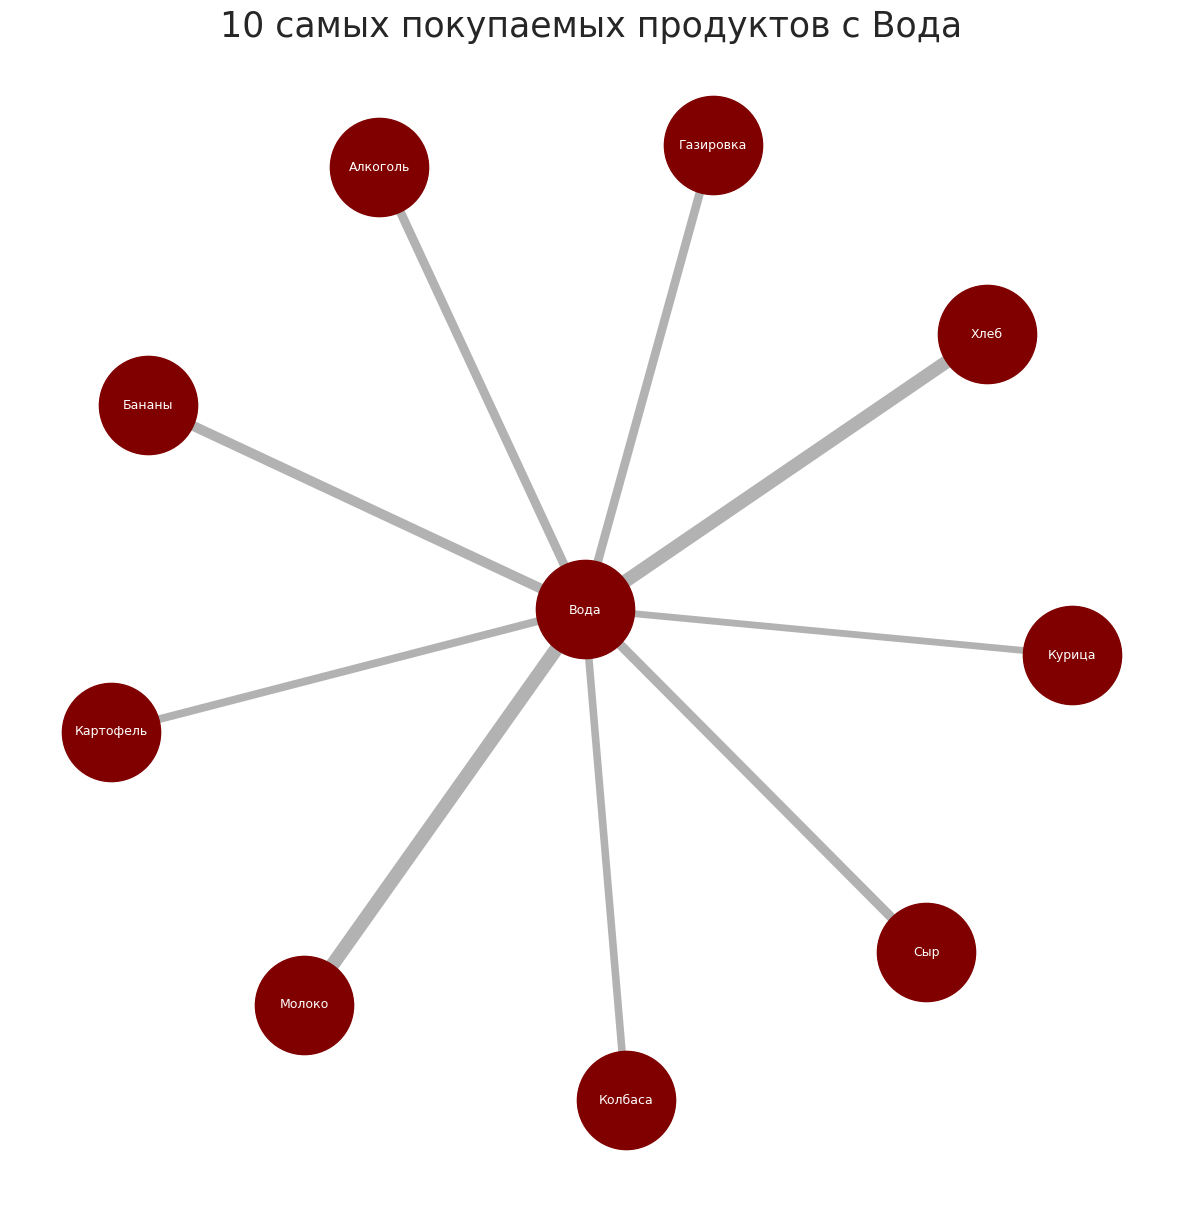 10 самых покупаемых продуктов с Вода
Газировка
Алкоголь
Хлеб
Бананы
Вода
Курица
Картофель
Сыр
Молоко
Колбаса